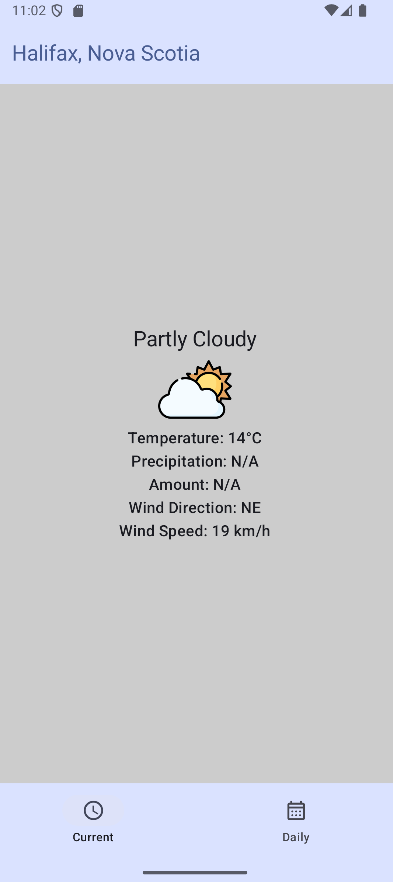 11:02
Halifax, Nova Scotia
Partly Cloudy
Temperature: 14°C
Precipitation: N/A
Amount: N/A
Wind Direction: NE
Wind Speed: 19 km/h
Current
Daily